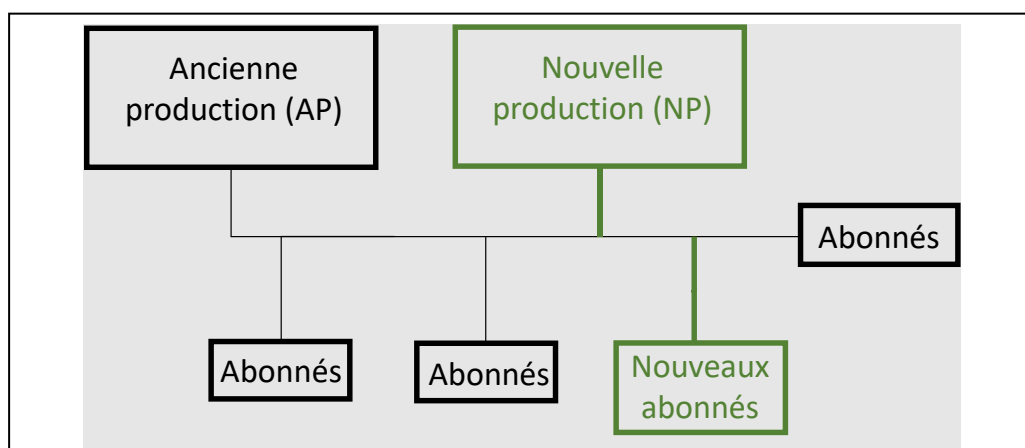 Ancienne
production (AP)
Nouvelle
production (NP)
Abonnés
Abonnés
Abonnés
Nouveaux
abonnés